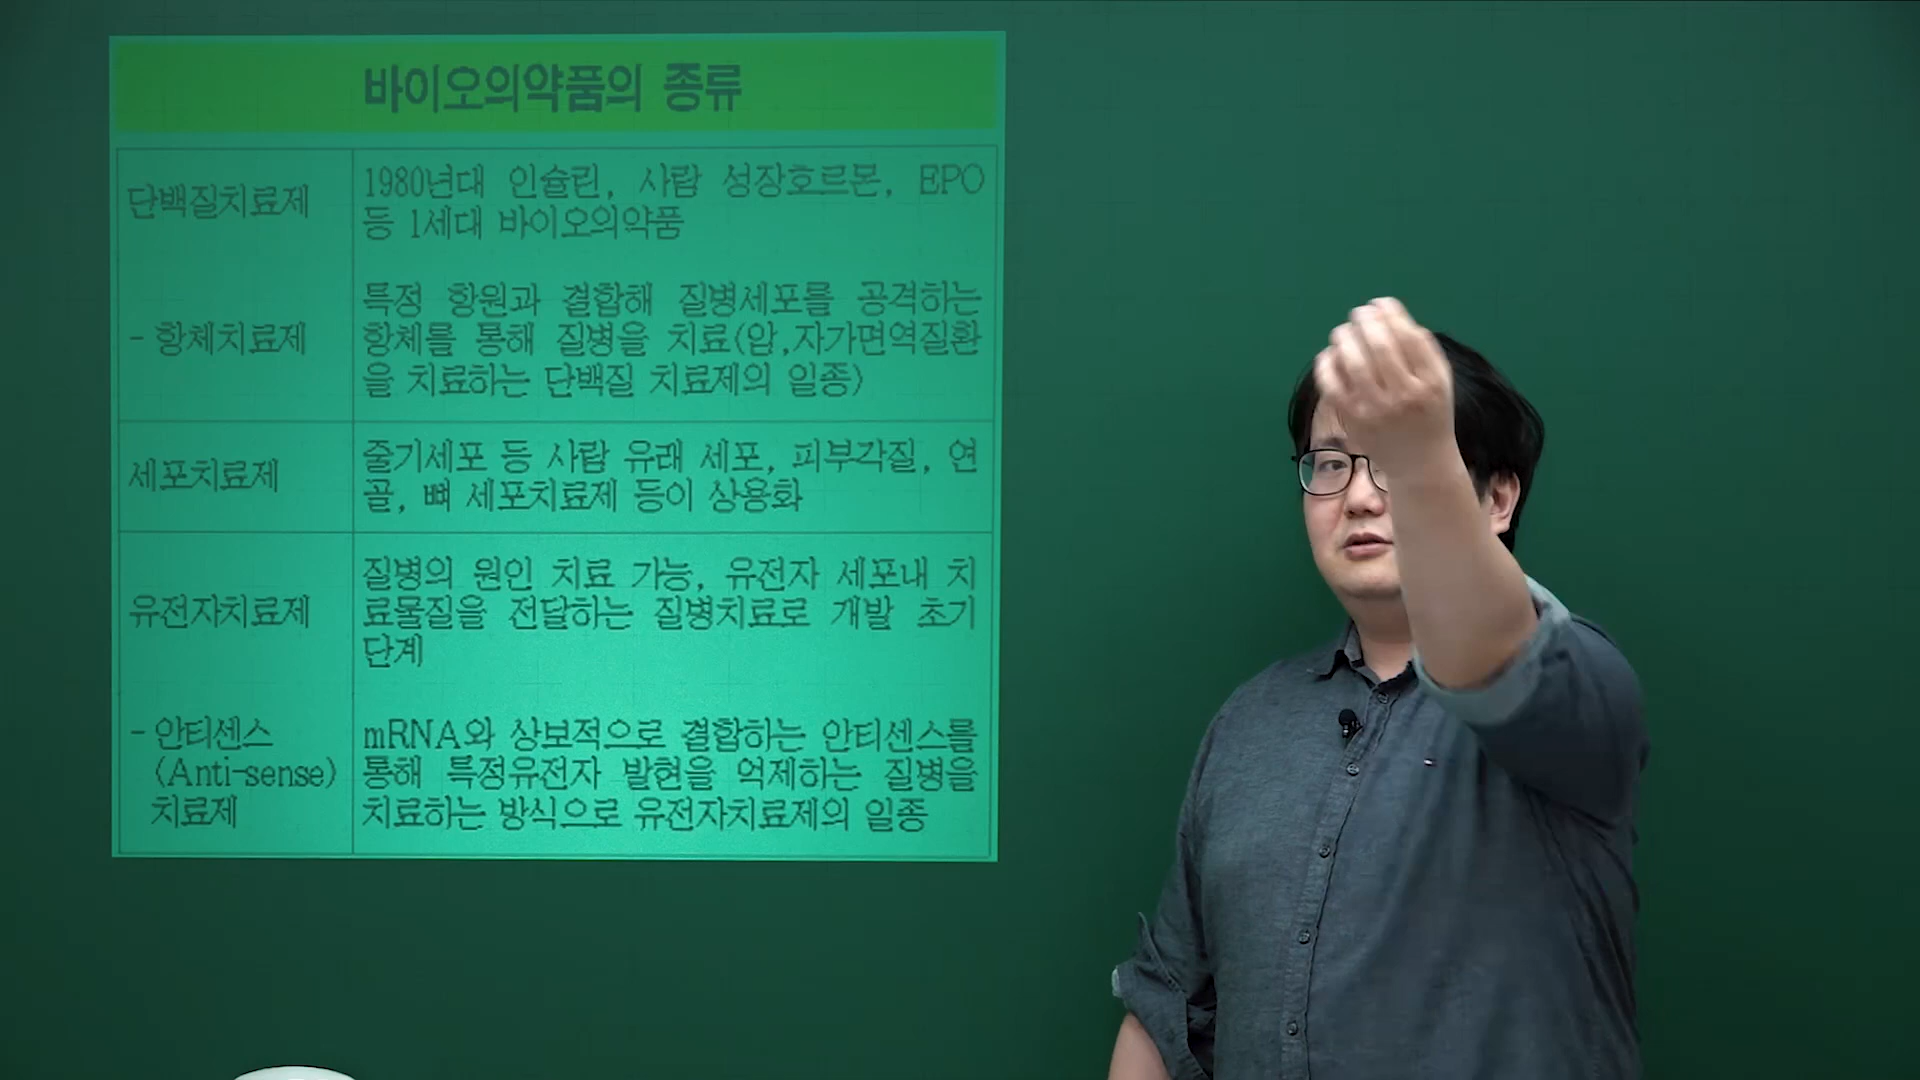 바이오의약품의 종류
단백질치료제
1980년대 인슐린, 사람 성장호르몬, EPO
등 1세대 바이오의약품
- 항체치료제
특정 항원과 결합해 질병세포를 공격하는
항체를 통해 질병을 치료(암,자가면역질환
을 치료하는 단백질 치료제의 일종)
세포치료제
줄기세포 등 사람 유래 세포, 피부각질, 연
골, 뼈 세포치료제 등이 상용화
유전자치료제
질병의 원인 치료 가능, 유전자 세포내 치
료물질을 전달하는 질병치료로 개발 초기
단계
- 안티센스
(Anti-sense)
치료제
mRNA와 상보적으로 결합하는 안티센스를
통해 특정유전자 발현을 억제하는 질병을
치료하는 방식으로 유전자치료제의 일종